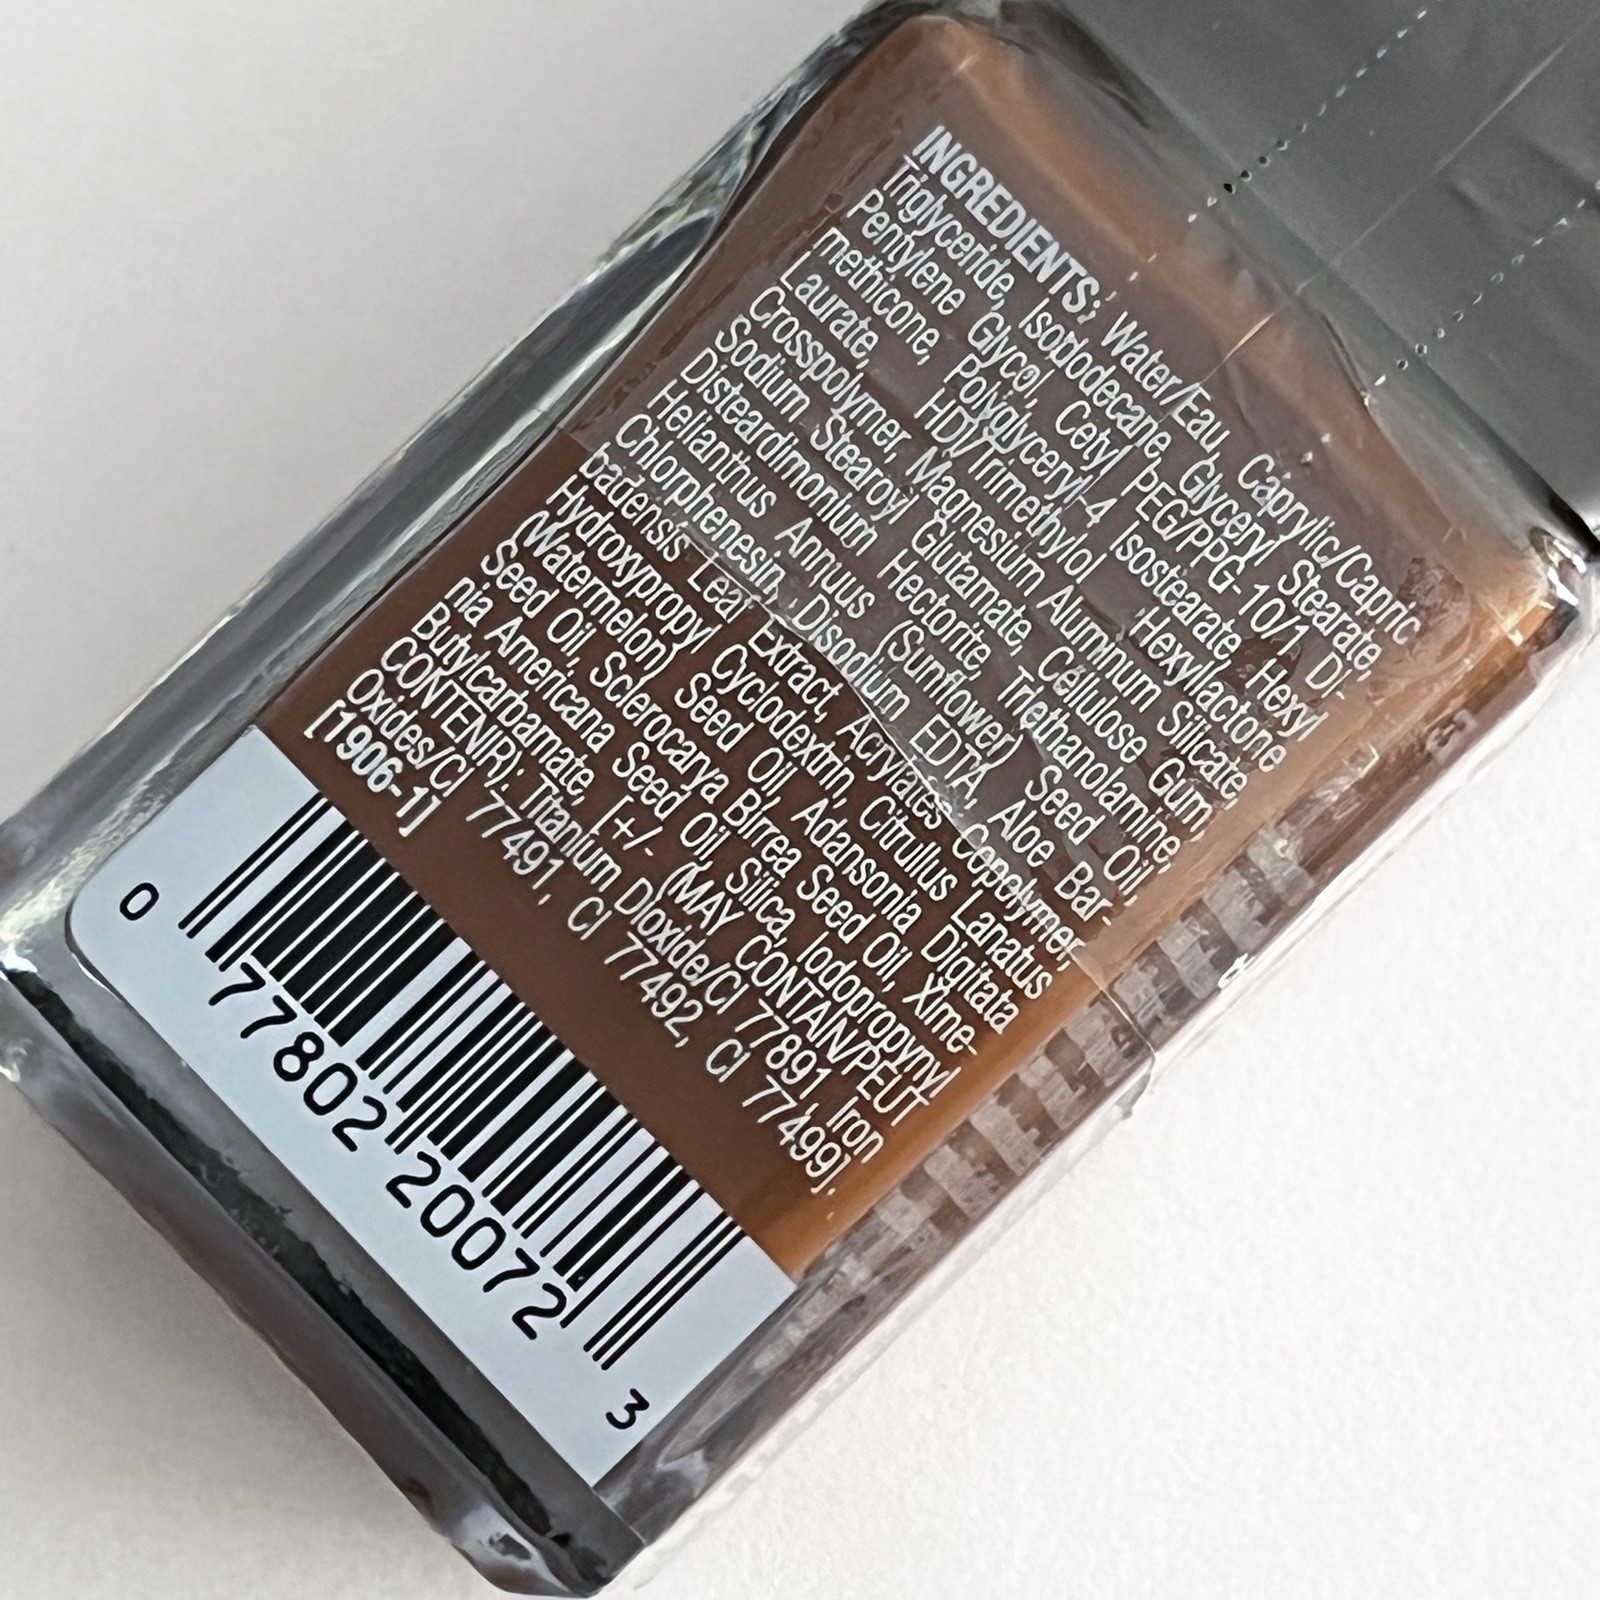 INGREDIENTS: Water/Eau, Caprylic/Capric
Triglyceride, Isododecane, Glyceryl Stearate,
Pentylene Glycol, Cetyl PEG/PPG-10/1 Di-
methicone, Polyglyceryl-4 Isostearate, Hexyl
Laurate, HDI/Trimethylol Hexyllactone
Crosspolymer, Magnesium Aluminum Silicate,
Sodium Stearoyl Glutamate, Cellulose Gum,
Disteardimonium Hectorite, Triethanolamine,
Helianthus Annuus (Sunflower) Seed Oil,
Chlorphenesin, Disodium EDTA, Aloe Bar-
badensis Leaf Extract, Acrylates Copolymer,
Hydroxypropyl Cyclodextrin, Citrullus Lanatus
(Watermelon) Seed Oil, Adansonia Digitata
Seed Oil, Sclerocarya Birrea Seed Oil, Xime-
nia Americana Seed Oil, Silica, Iodopropynyl
Butylcarbamate, [+/- (MAY CONTAIN/PEUT
CONTENIR): Titanium Dioxide/CI 77891, Iron
Oxides/CI 77491, CI 77492, CI 77499].
[1906-1]
0 77802 20072 3